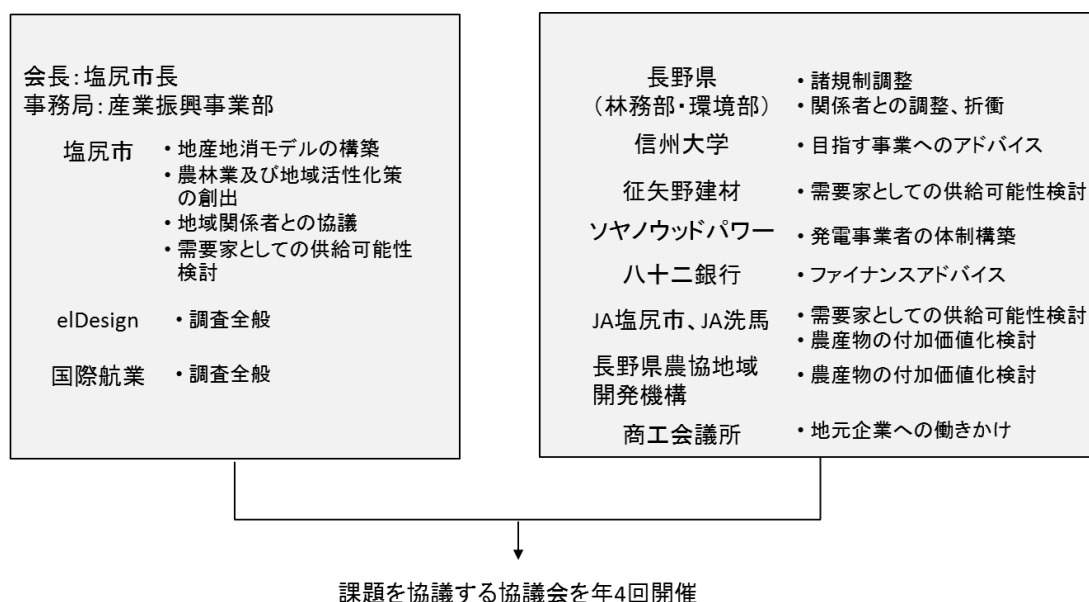 会長:塩尻市長
事務局:産業振興事業部
塩尻市
・地産地消モデルの構築
・農林業及び地域活性化策
の創出
・地域関係者との協議
・需要家としての供給可能性
検討
elDesign
・調査全般
国際航業
・調査全般
長野県
(林務部・環境部)
・諸規制調整
・関係者との調整、折衝
信州大学
・目指す事業へのアドバイス
征矢野建材
・需要家としての供給可能性検討
ソヤノウッドパワー
・発電事業者の体制構築
八十二銀行
・ファイナンスアドバイス
JA塩尻市、JA洗馬
・需要家としての供給可能性検討
・農産物の付加価値化検討
長野県農協地域
開発機構
・農産物の付加価値化検討
商工会議所
・地元企業への働きかけ
課題を協議する協議会を年4回開催